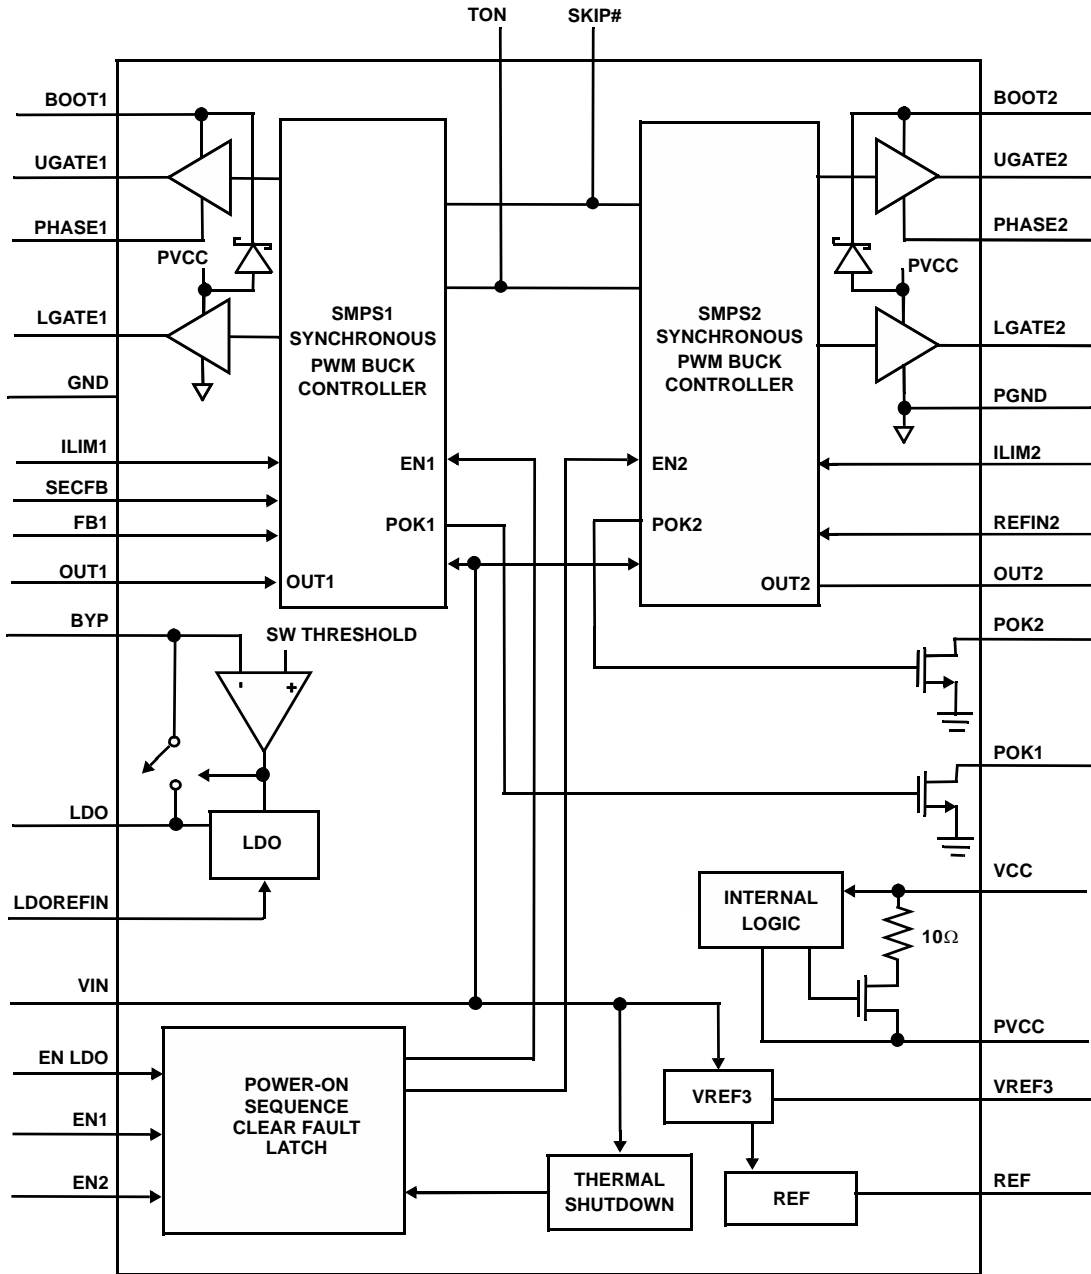 TON
SKIP#
BOOT1
UGATE1
PHASE1
PVCC
LGATE1
GND
ILIM1
SECFB
FB1
OUT1
BYP
LDO
LDOREFIN
VIN
EN LDO
EN1
EN2
SMPS1
SYNCHRONOUS
PWM BUCK
CONTROLLER
EN1
POK1
OUT1
SMPS2
SYNCHRONOUS
PWM BUCK
CONTROLLER
EN2
POK2
OUT2
PVCC
BOOT2
UGATE2
PHASE2
LGATE2
PGND
ILIM2
REFIN2
OUT2
POK2
POK1
VCC
PVCC
VREF3
REF
SW THRESHOLD
-
+
LDO
INTERNAL
LOGIC
10Ω
POWER-ON
SEQUENCE
CLEAR FAULT
LATCH
THERMAL
SHUTDOWN
VREF3
REF